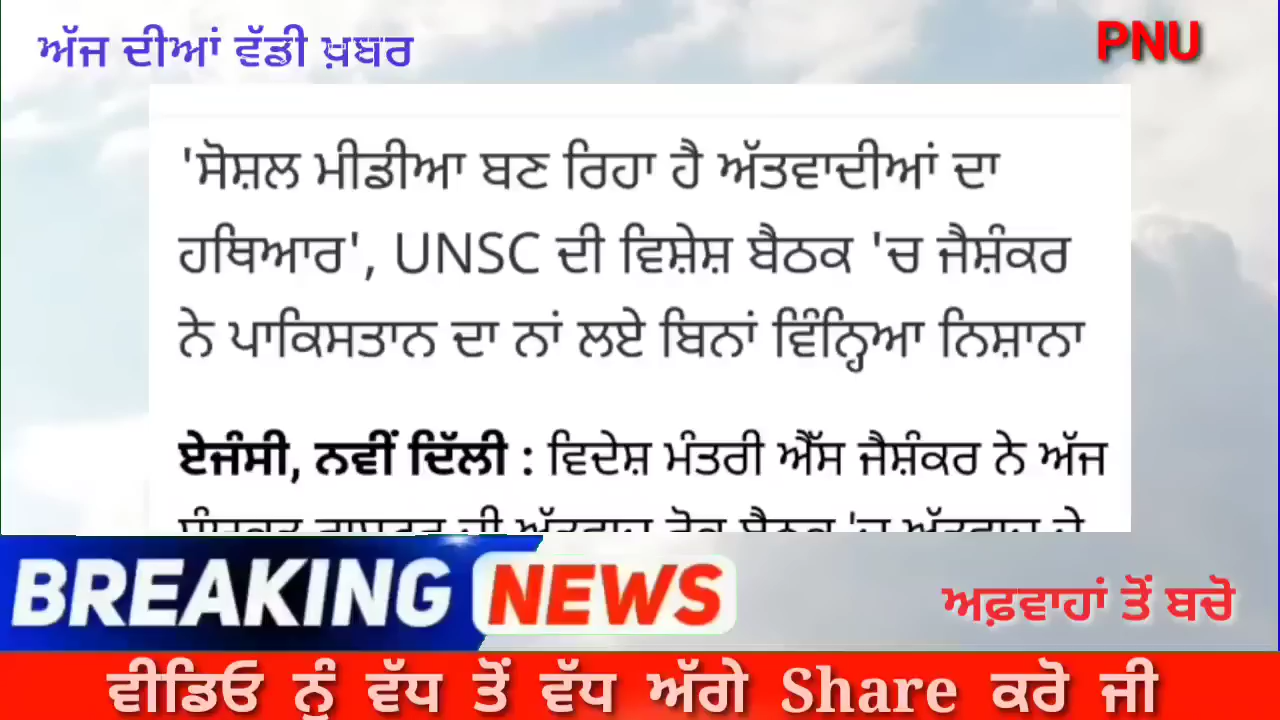 ਅੱਜ ਦੀਆਂ ਵੱਡੀ ਖ਼ਬਰ
PNU
'ਸੋਸ਼ਲ ਮੀਡੀਆ ਬਣ ਰਿਹਾ ਹੈ ਅੱਤਵਾਦੀਆਂ ਦਾ
ਹਥਿਆਰ', UNSC ਦੀ ਵਿਸ਼ੇਸ਼ ਬੈਠਕ 'ਚ ਜੈਸ਼ੰਕਰ
ਨੇ ਪਾਕਿਸਤਾਨ ਦਾ ਨਾਂ ਲਏ ਬਿਨਾਂ ਵਿੰਨ੍ਹਿਆ ਨਿਸ਼ਾਨਾ
ਏਜੰਸੀ, ਨਵੀਂ ਦਿੱਲੀ : ਵਿਦੇਸ਼ ਮੰਤਰੀ ਐੱਸ ਜੈਸ਼ੰਕਰ ਨੇ ਅੱਜ
BREAKING NEWS
ਅਫ਼ਵਾਹਾਂ ਤੋਂ ਬਚੋ
ਵੀਡਿਓ ਨੂੰ ਵੱਧ ਤੋਂ ਵੱਧ ਅੱਗੇ Share ਕਰੋ ਜੀ